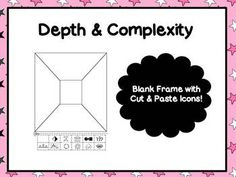 Depth & Complexity
Blank Frame with
Cut & Paste Icons!